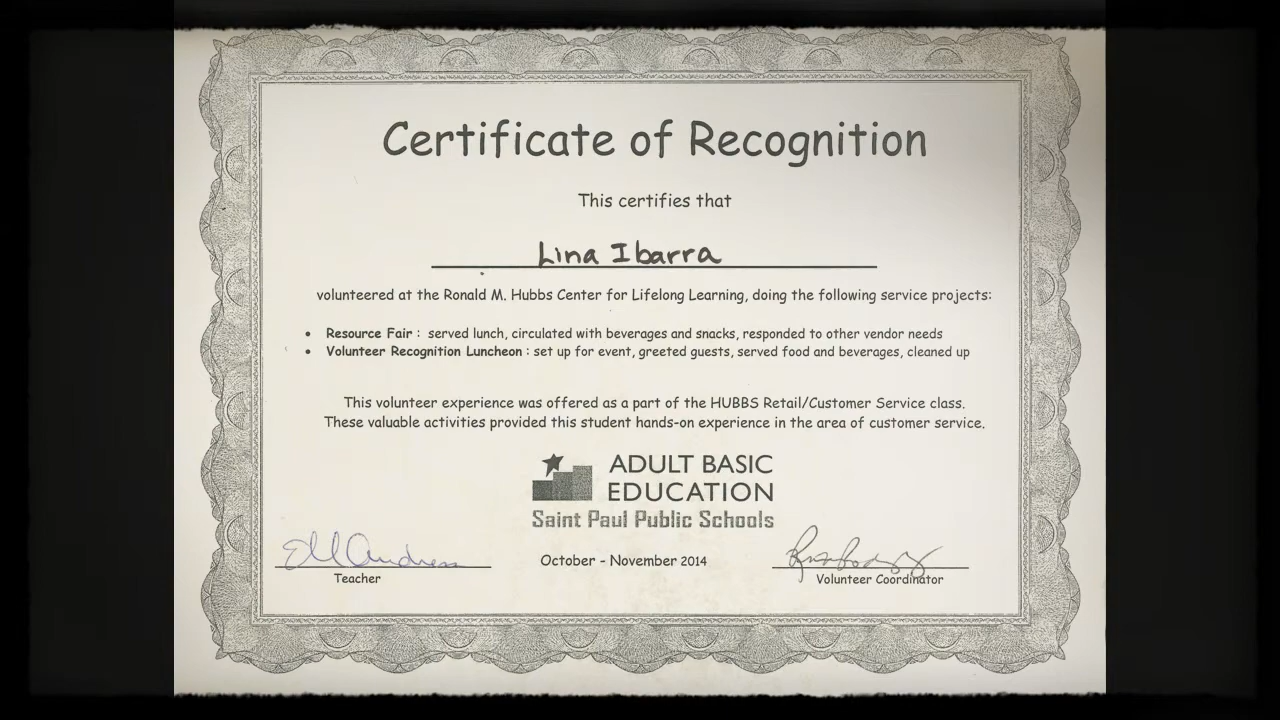 Certificate of Recognition
This certifies that
Lina Ibarra
volunteered at the Ronald M. Hubbs Center for Lifelong Learning, doing the following service projects:
• Resource Fair : served lunch, circulated with beverages and snacks, responded to other vendor needs
• Volunteer Recognition Luncheon : set up for event, greeted guests, served food and beverages, cleaned up
This volunteer experience was offered as a part of the HUBBS Retail/Customer Service class.
These valuable activities provided this student hands-on experience in the area of customer service.
ADULT BASIC
EDUCATION
Saint Paul Public Schools
October - November 2014
Teacher
Volunteer Coordinator